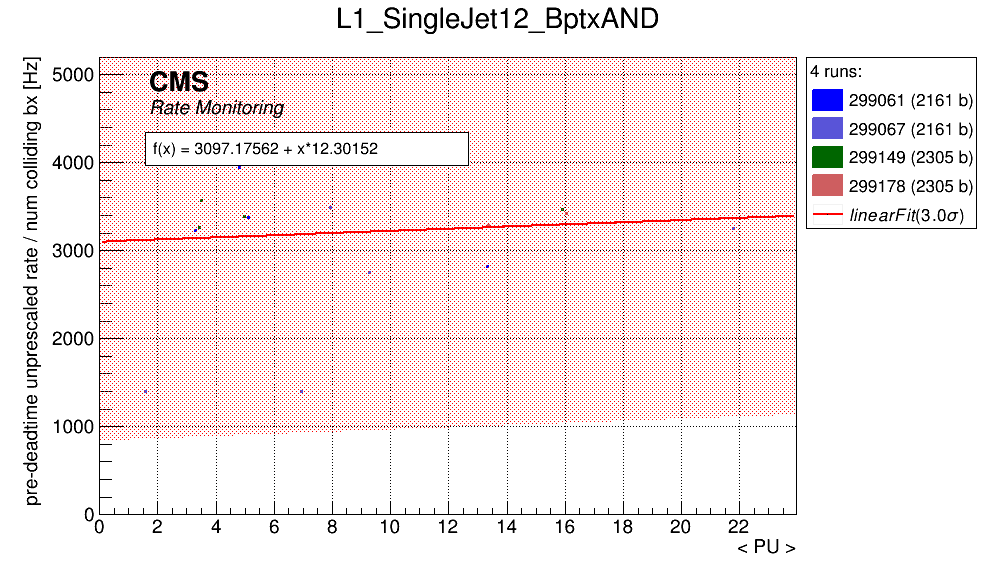 L1_SingleJet12_BptxAND
pre-deadtime unprescaled rate / num colliding bx [Hz]
CMS
Rate Monitoring
f(x) = 3097.17562 + x*12.30152
5000
4000
3000
2000
1000
0
0 2 4 6 8 10 12 14 16 18 20 22
< PU >
4 runs:
299061 (2161 b)
299067 (2161 b)
299149 (2305 b)
299178 (2305 b)
linearFit(3.0σ)